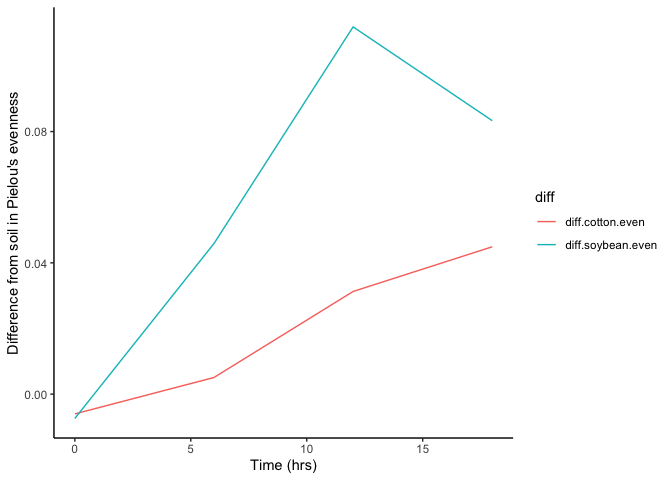 Difference from soil in Pielou's evenness
0.08
0.04
0.00
0
5
10
15
Time (hrs)
diff
diff.cotton.even
diff.soybean.even